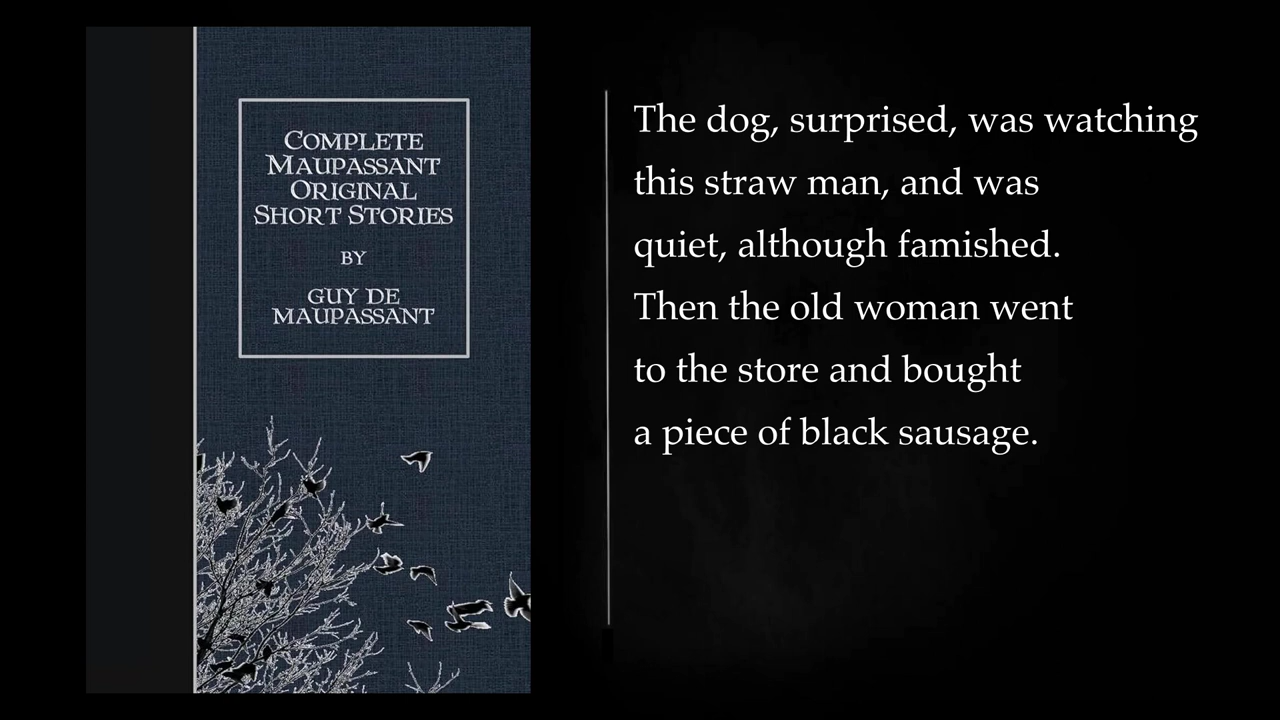 COMPLETE
MAUPASSANT
ORIGINAL
SHORT STORIES
BY
GUY DE
MAUPASSANT
The dog, surprised, was watching
this straw man, and was
quiet, although famished.
Then the old woman went
to the store and bought
a piece of black sausage.